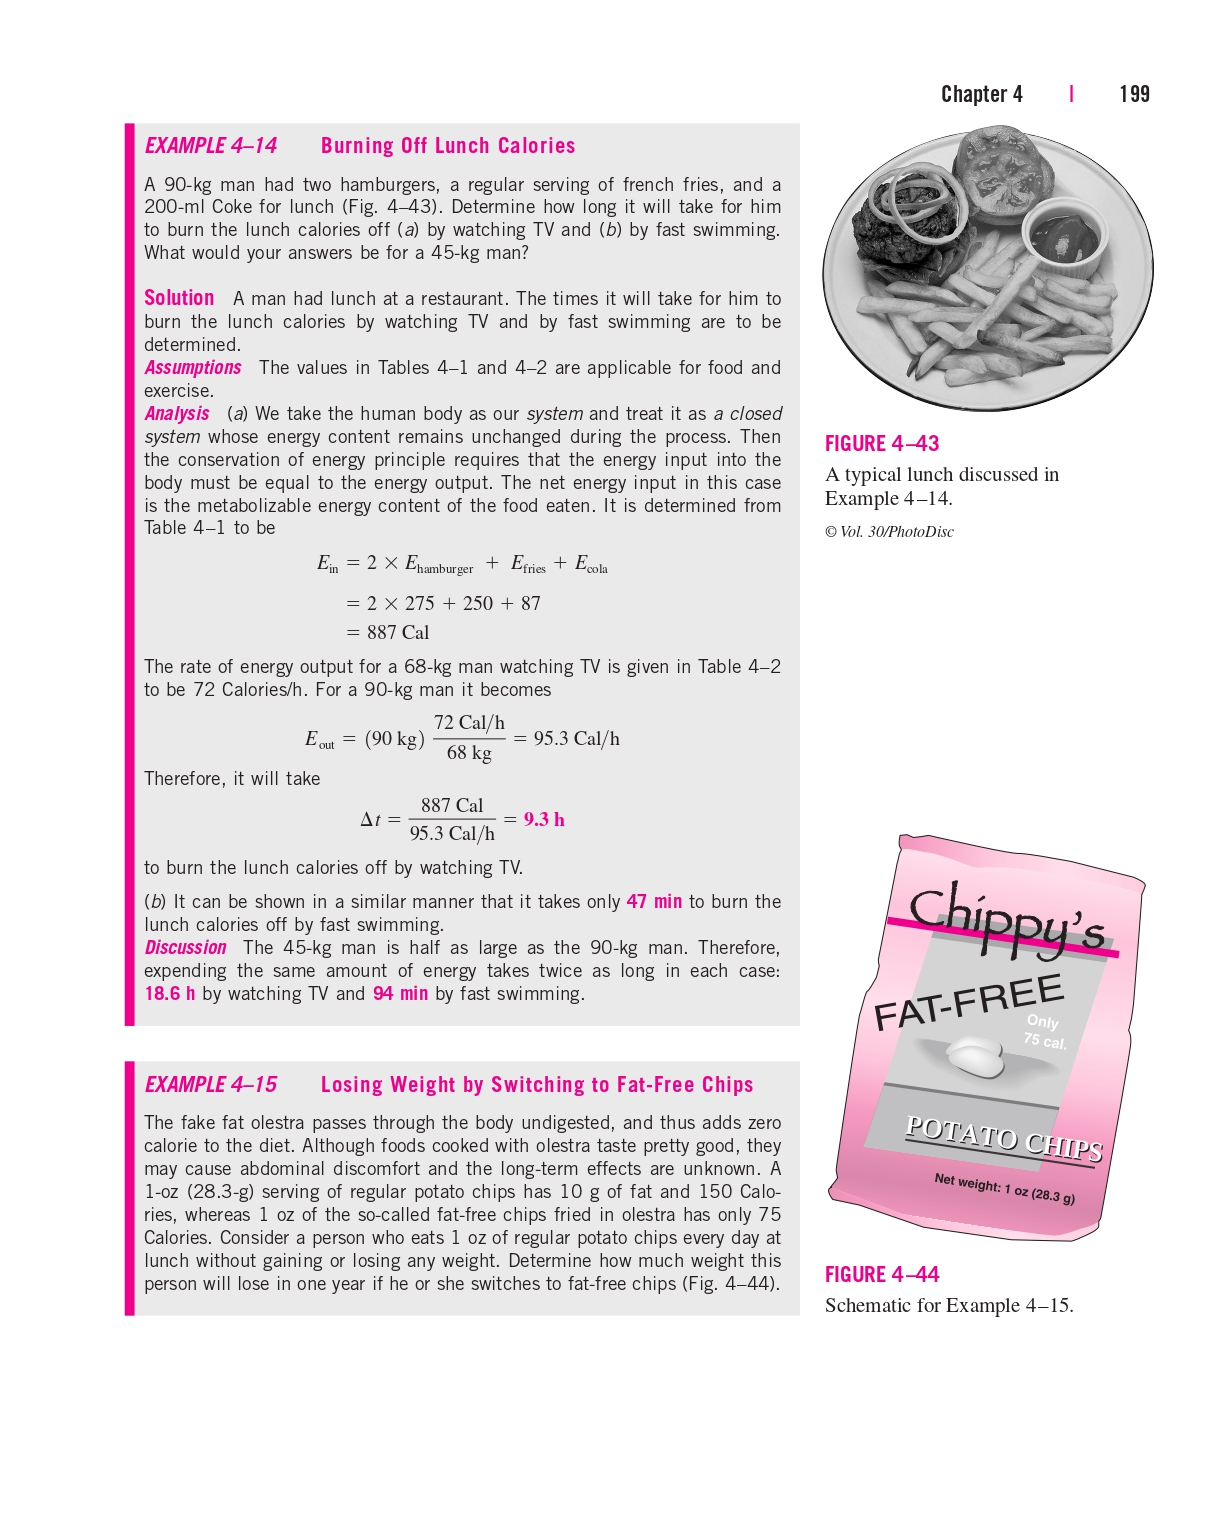 Chapter 4 | 199
EXAMPLE 4–14 Burning Off Lunch Calories
A 90-kg man had two hamburgers, a regular serving of french fries, and a
200-ml Coke for lunch (Fig. 4–43). Determine how long it will take for him
to burn the lunch calories off (a) by watching TV and (b) by fast swimming.
What would your answers be for a 45-kg man?
Solution A man had lunch at a restaurant. The times it will take for him to
burn the lunch calories by watching TV and by fast swimming are to be
determined.
Assumptions The values in Tables 4–1 and 4–2 are applicable for food and
exercise.
Analysis (a) We take the human body as our system and treat it as a closed
system whose energy content remains unchanged during the process. Then
the conservation of energy principle requires that the energy input into the
body must be equal to the energy output. The net energy input in this case
is the metabolizable energy content of the food eaten. It is determined from
Table 4–1 to be
E_in = 2 × E_hamburger + E_fries + E_cola
= 2 × 275 + 250 + 87
= 887 Cal
The rate of energy output for a 68-kg man watching TV is given in Table 4–2
to be 72 Calories/h. For a 90-kg man it becomes
E_out = (90 kg) 72 Cal/h / 68 kg = 95.3 Cal/h
Therefore, it will take
Δt = 887 Cal / 95.3 Cal/h = 9.3 h
to burn the lunch calories off by watching TV.
(b) It can be shown in a similar manner that it takes only 47 min to burn the
lunch calories off by fast swimming.
Discussion The 45-kg man is half as large as the 90-kg man. Therefore,
expending the same amount of energy takes twice as long in each case:
18.6 h by watching TV and 94 min by fast swimming.
EXAMPLE 4–15 Losing Weight by Switching to Fat-Free Chips
The fake fat olestra passes through the body undigested, and thus adds zero
calorie to the diet. Although foods cooked with olestra taste pretty good, they
may cause abdominal discomfort and the long-term effects are unknown. A
1-oz (28.3-g) serving of regular potato chips has 10 g of fat and 150 Calo-
ries, whereas 1 oz of the so-called fat-free chips fried in olestra has only 75
Calories. Consider a person who eats 1 oz of regular potato chips every day at
lunch without gaining or losing any weight. Determine how much weight this
person will lose in one year if he or she switches to fat-free chips (Fig. 4–44).
FIGURE 4–43
A typical lunch discussed in
Example 4–14.
© Vol. 30/PhotoDisc
Chippy's
FAT-FREE
Only
75 cal.
POTATO CHIPS
Net weight: 1 oz (28.3 g)
FIGURE 4–44
Schematic for Example 4–15.